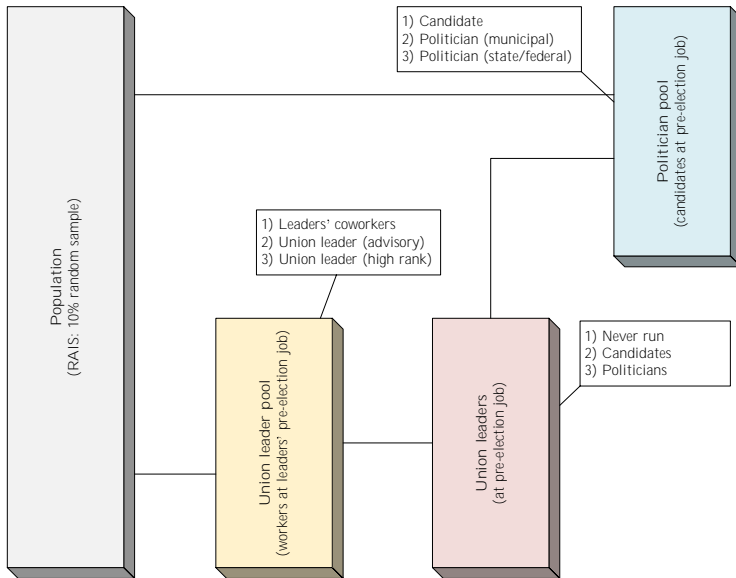 Population
(RAIS: 10% random sample)
1) Candidate
2) Politician (municipal)
3) Politician (state/federal)
Politician pool
(candidates at pre-election job)
1) Leaders' coworkers
2) Union leader (advisory)
3) Union leader (high rank)
Union leader pool
(workers at leaders' pre-election job)
Union leaders
(at pre-election job)
1) Never run
2) Candidates
3) Politicians